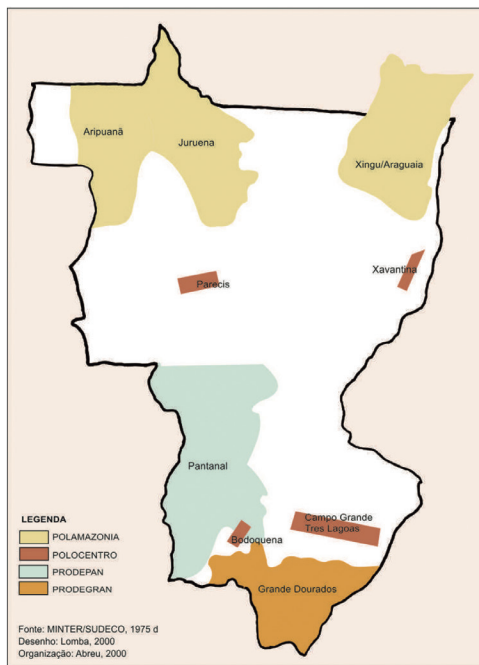 Aripuanã
Juruena
Xingu/Araguaia
Xavantina
Parecis
Pantanal
Campo Grande
Tres Lagoas
Bodoquena
Grande Dourados
LEGENDA
POLAMAZONIA
POLOCENTRO
PRODEPAN
PRODEGRAN
Fonte: MINTER/SUDECO, 1975 d
Desenho: Lomba, 2000
Organização: Abreu, 2000